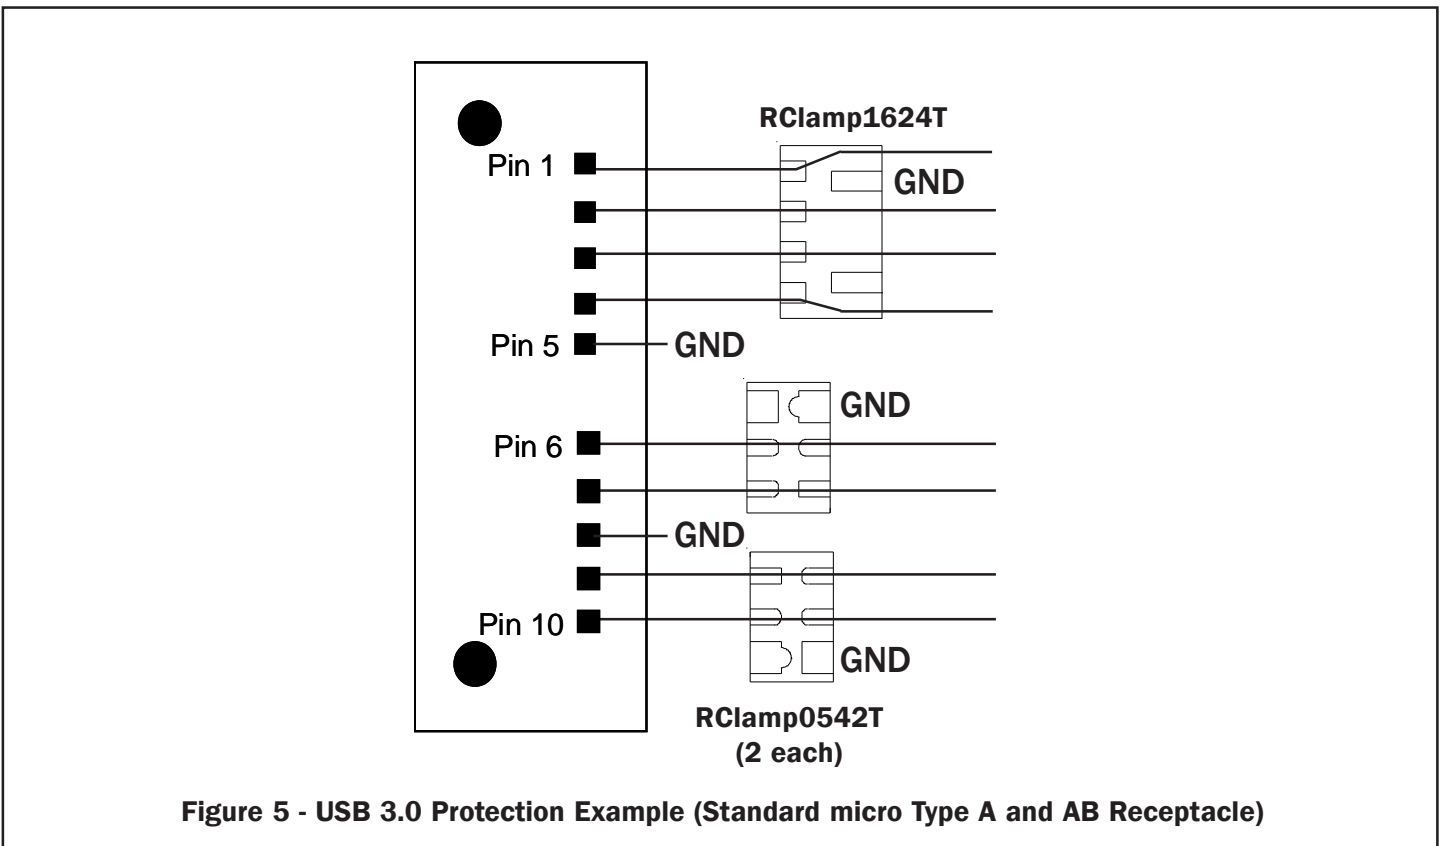 RClamp1624T
Pin 1
GND
Pin 5
GND
GND
Pin 6
GND
Pin 10
GND
RClamp0542T
(2 each)
Figure 5 - USB 3.0 Protection Example (Standard micro Type A and AB Receptacle)